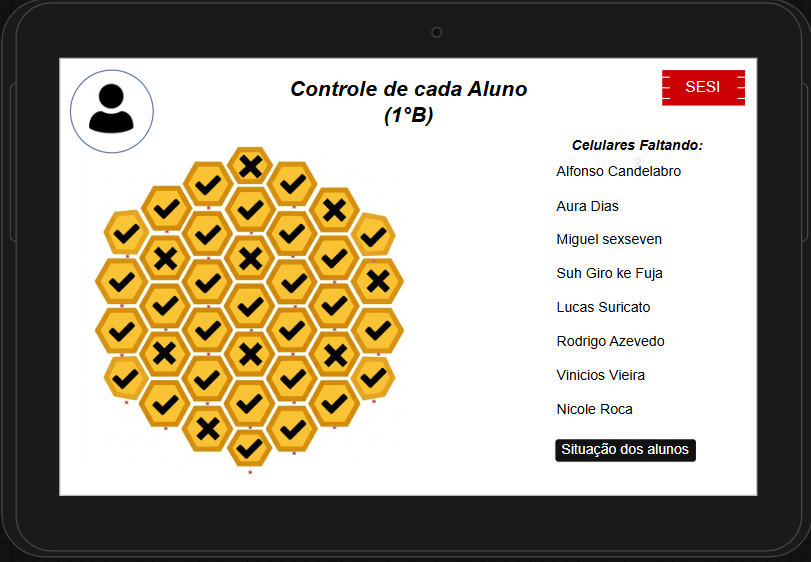 Controle de cada Aluno
(1°B)
SESI
Celulares Faltando:
9
Alfonso Candelabro
Aura Dias
Miguel sexseven
Suh Giro ke Fuja
Lucas Suricato
Rodrigo Azevedo
Vinicios Vieira
Nicole Roca
Situação dos alunos